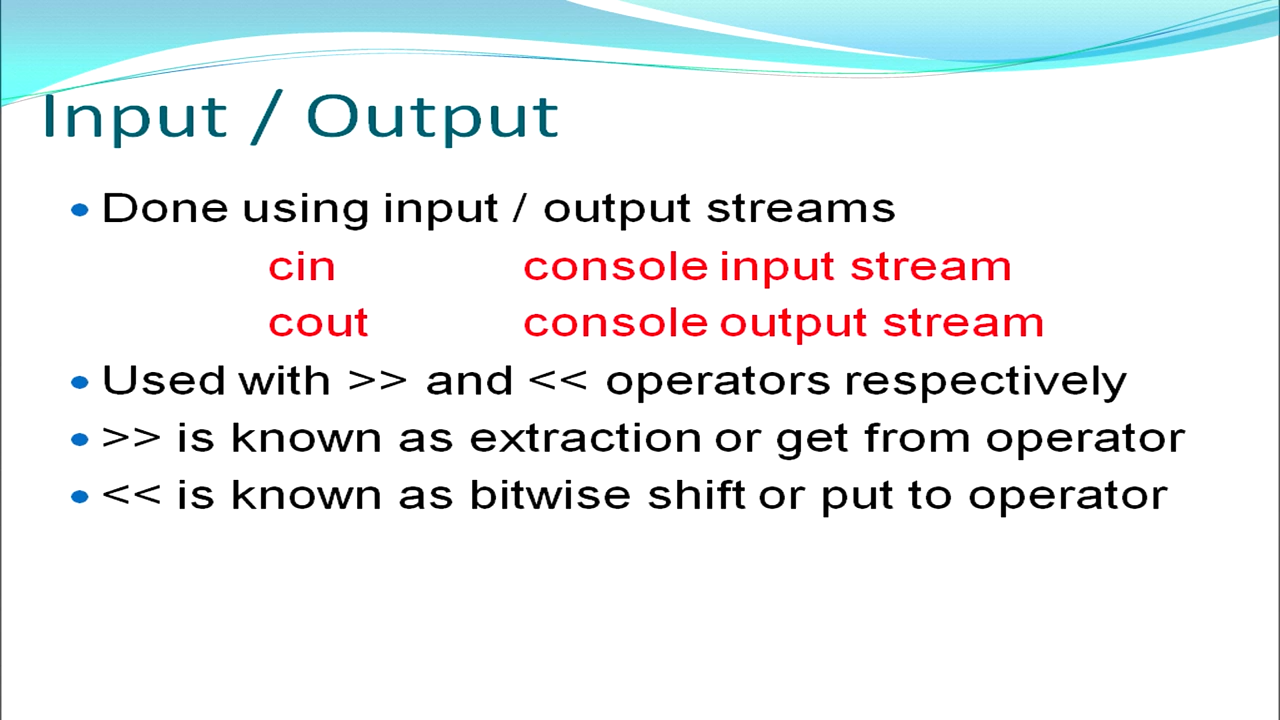 Input / Output
• Done using input / output streams
cin console input stream
cout console output stream
• Used with >> and << operators respectively
• >> is known as extraction or get from operator
• << is known as bitwise shift or put to operator